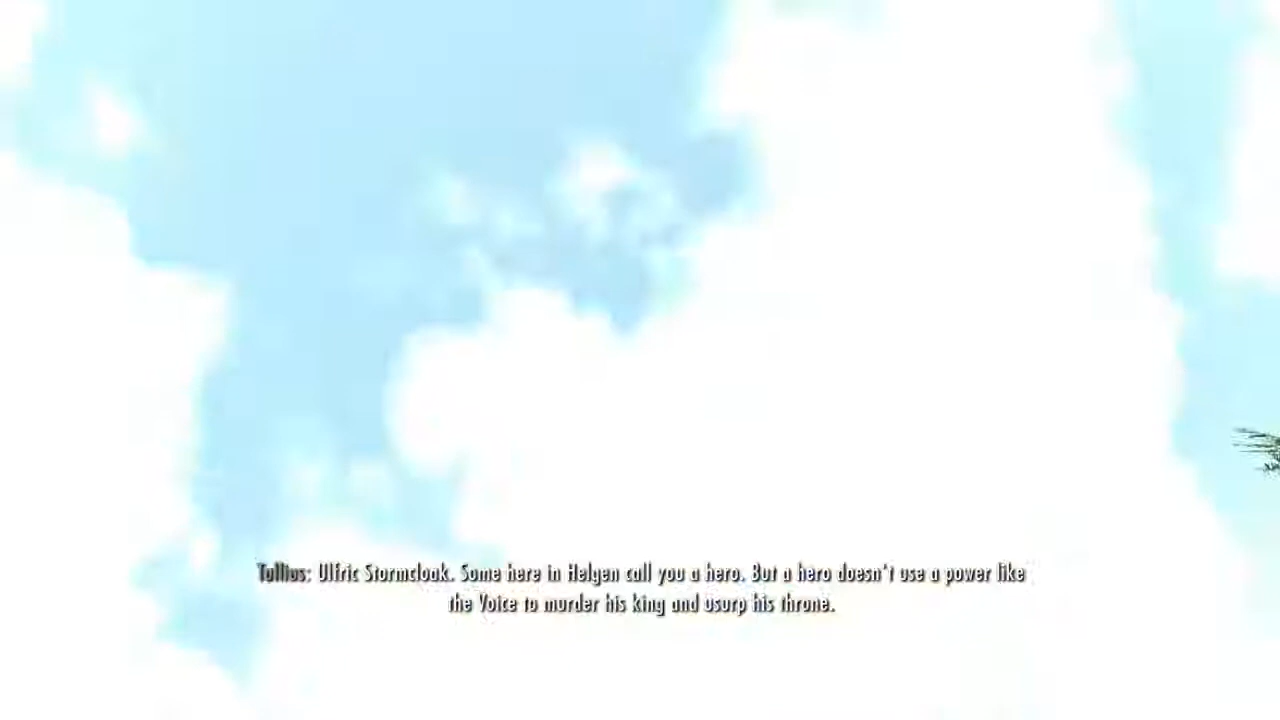 Tullius: Ulfric Stormcloak. Some here in Helgen call you a hero. But a hero doesn't use a power like
the Voice to murder his king and usurp his throne.